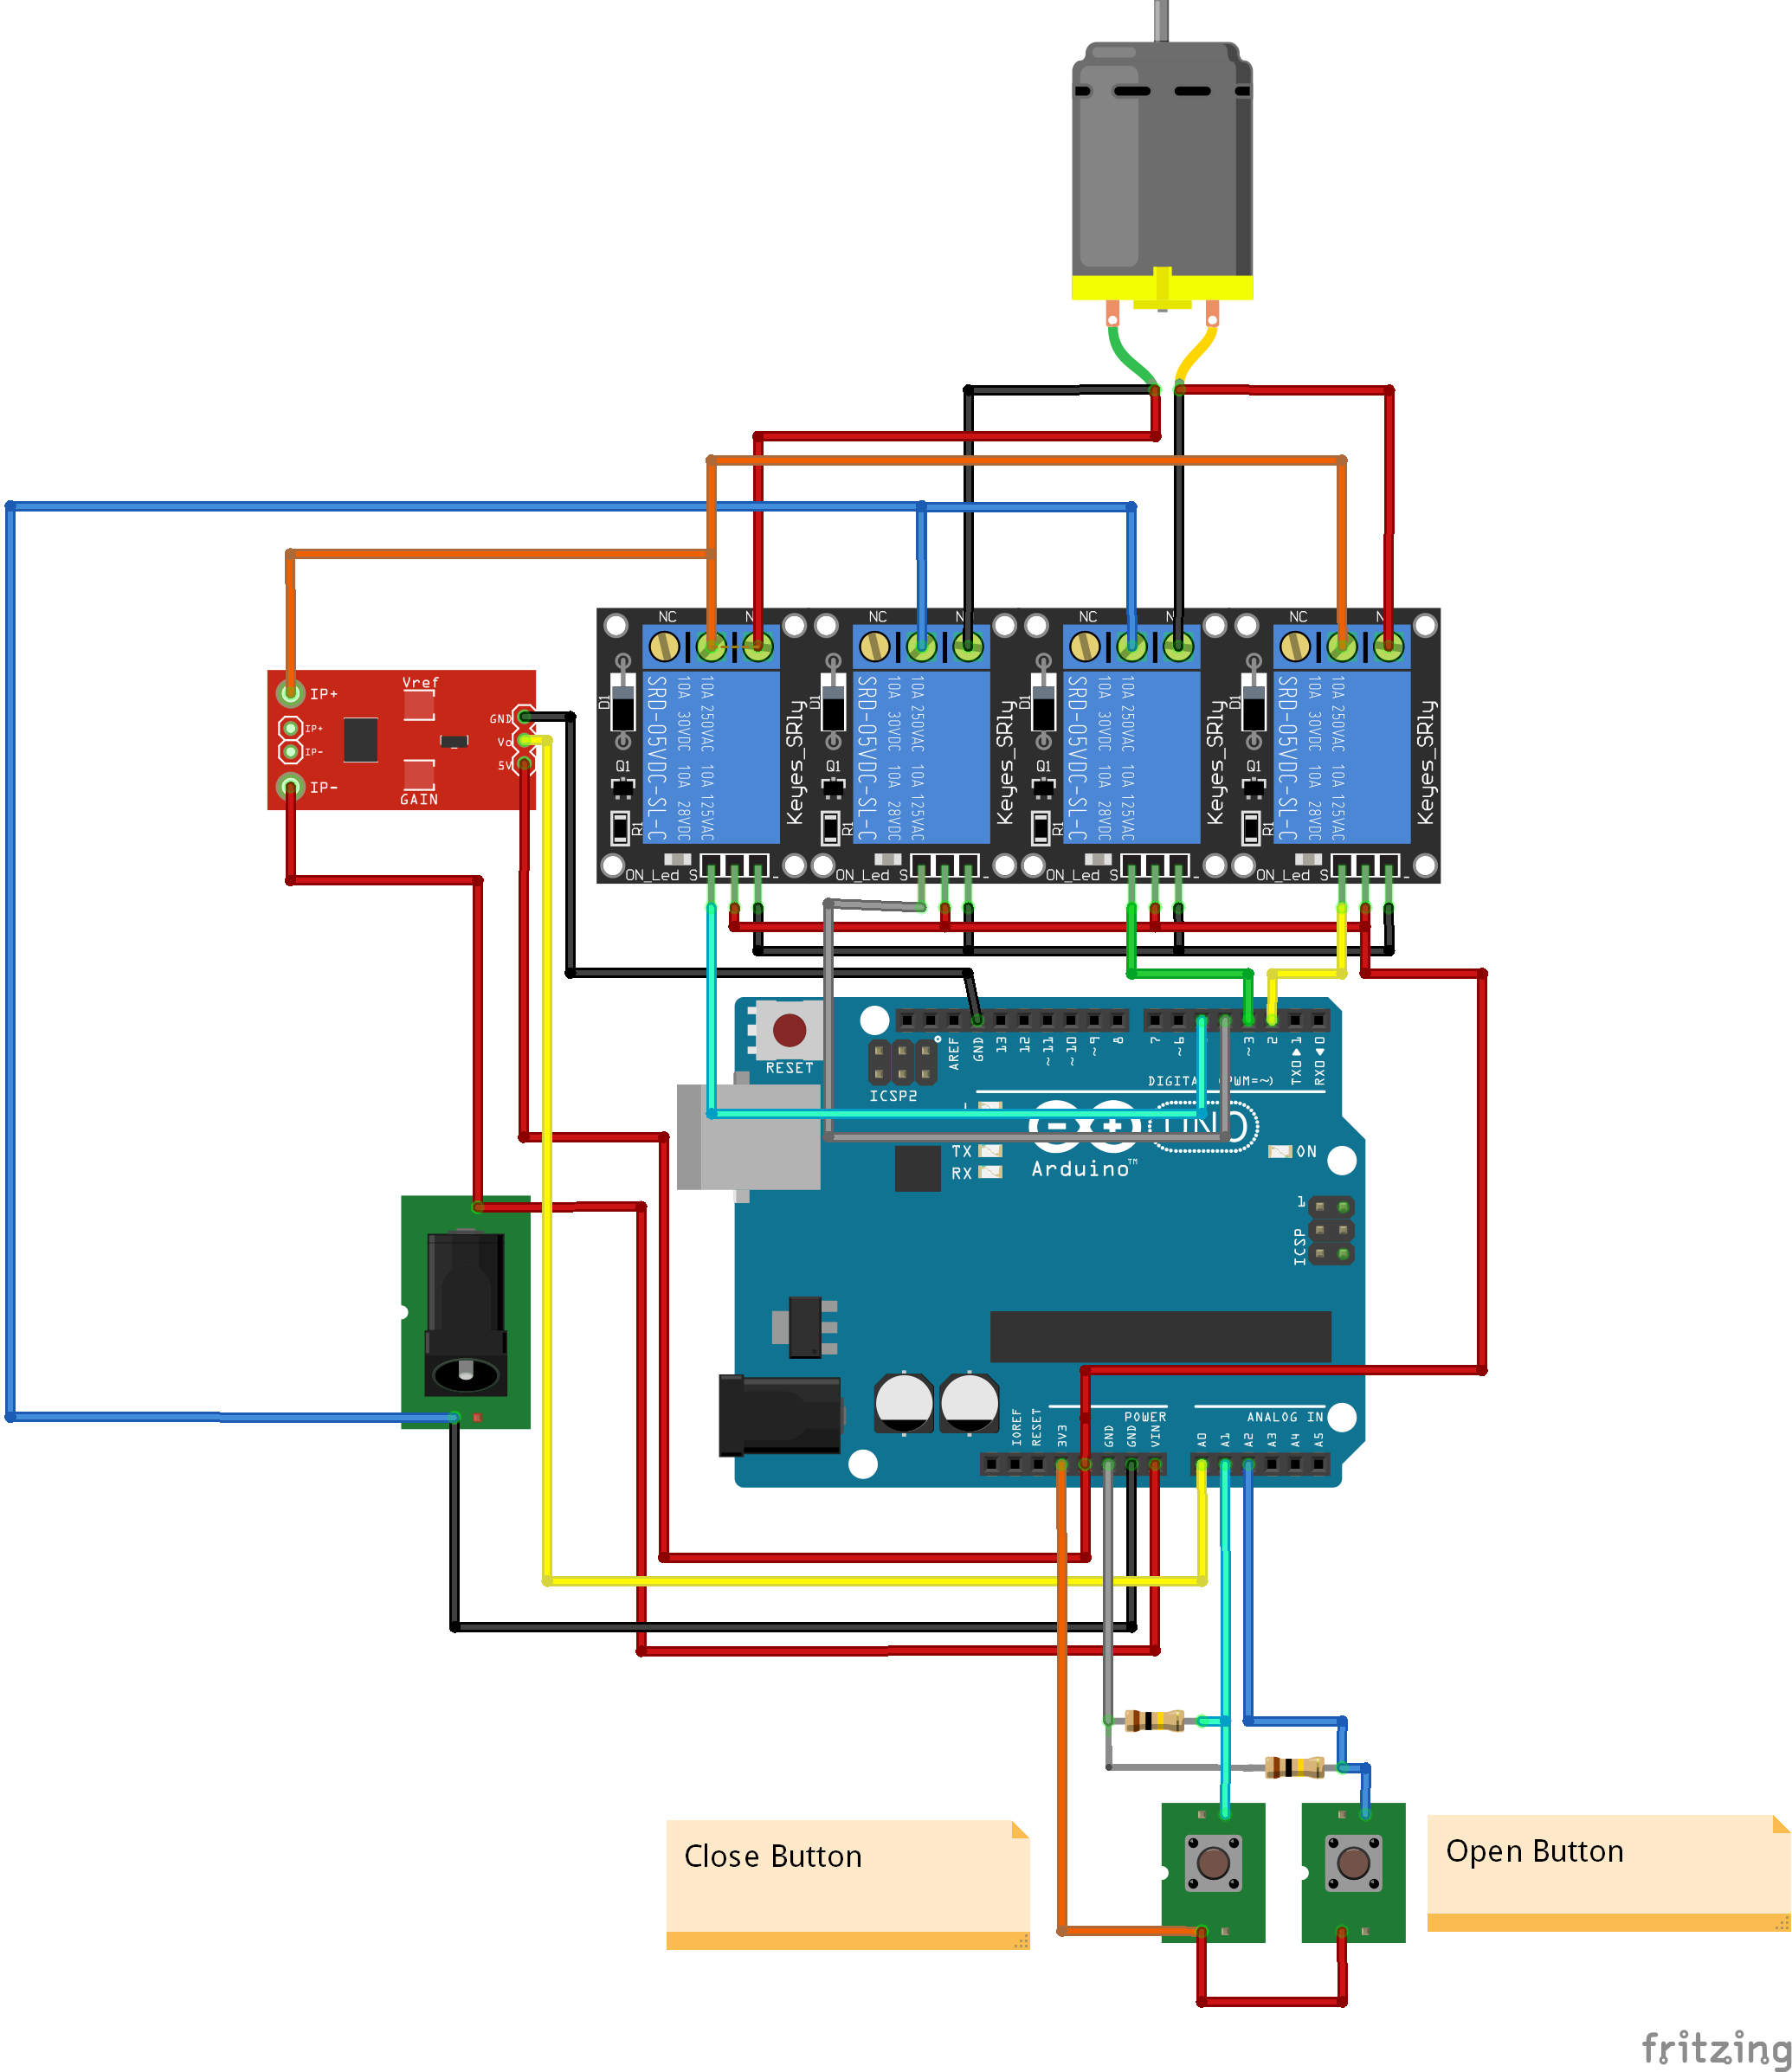 NC
N
NC
N
NC
N
NC
N
D1
SRD-05VDC-SL-C
10A 30VDC 10A 28VDC
10A 250VAC 10A 125VAC
Keyes_SRly
Q1
R1
ON_Led S
-
D1
SRD-05VDC-SL-C
10A 30VDC 10A 28VDC
10A 250VAC 10A 125VAC
Keyes_SRly
Q1
R1
ON_Led S
-
D1
SRD-05VDC-SL-C
10A 30VDC 10A 28VDC
10A 250VAC 10A 125VAC
Keyes_SRly
Q1
R1
ON_Led S
-
D1
SRD-05VDC-SL-C
10A 30VDC 10A 28VDC
10A 250VAC 10A 125VAC
Keyes_SRly
Q1
R1
ON_Led S
-
Vref
IP+
IP+
IP-
IP-
GND
Vo
5V
GAIN
RESET
ICSP2
AREF
GND
13
12
~11
~10
~9
8
7
~6
~3
2
TX0▶1
RX0◀0
DIGITAL (PWM=~)
L
TX
RX
UNO
Arduino™
ON
1
ICSP
IOREF
RESET
3V3
GND
GND
VIN
POWER
ANALOG IN
A0
A1
A2
A3
A4
A5
Close Button
Open Button
fritzing